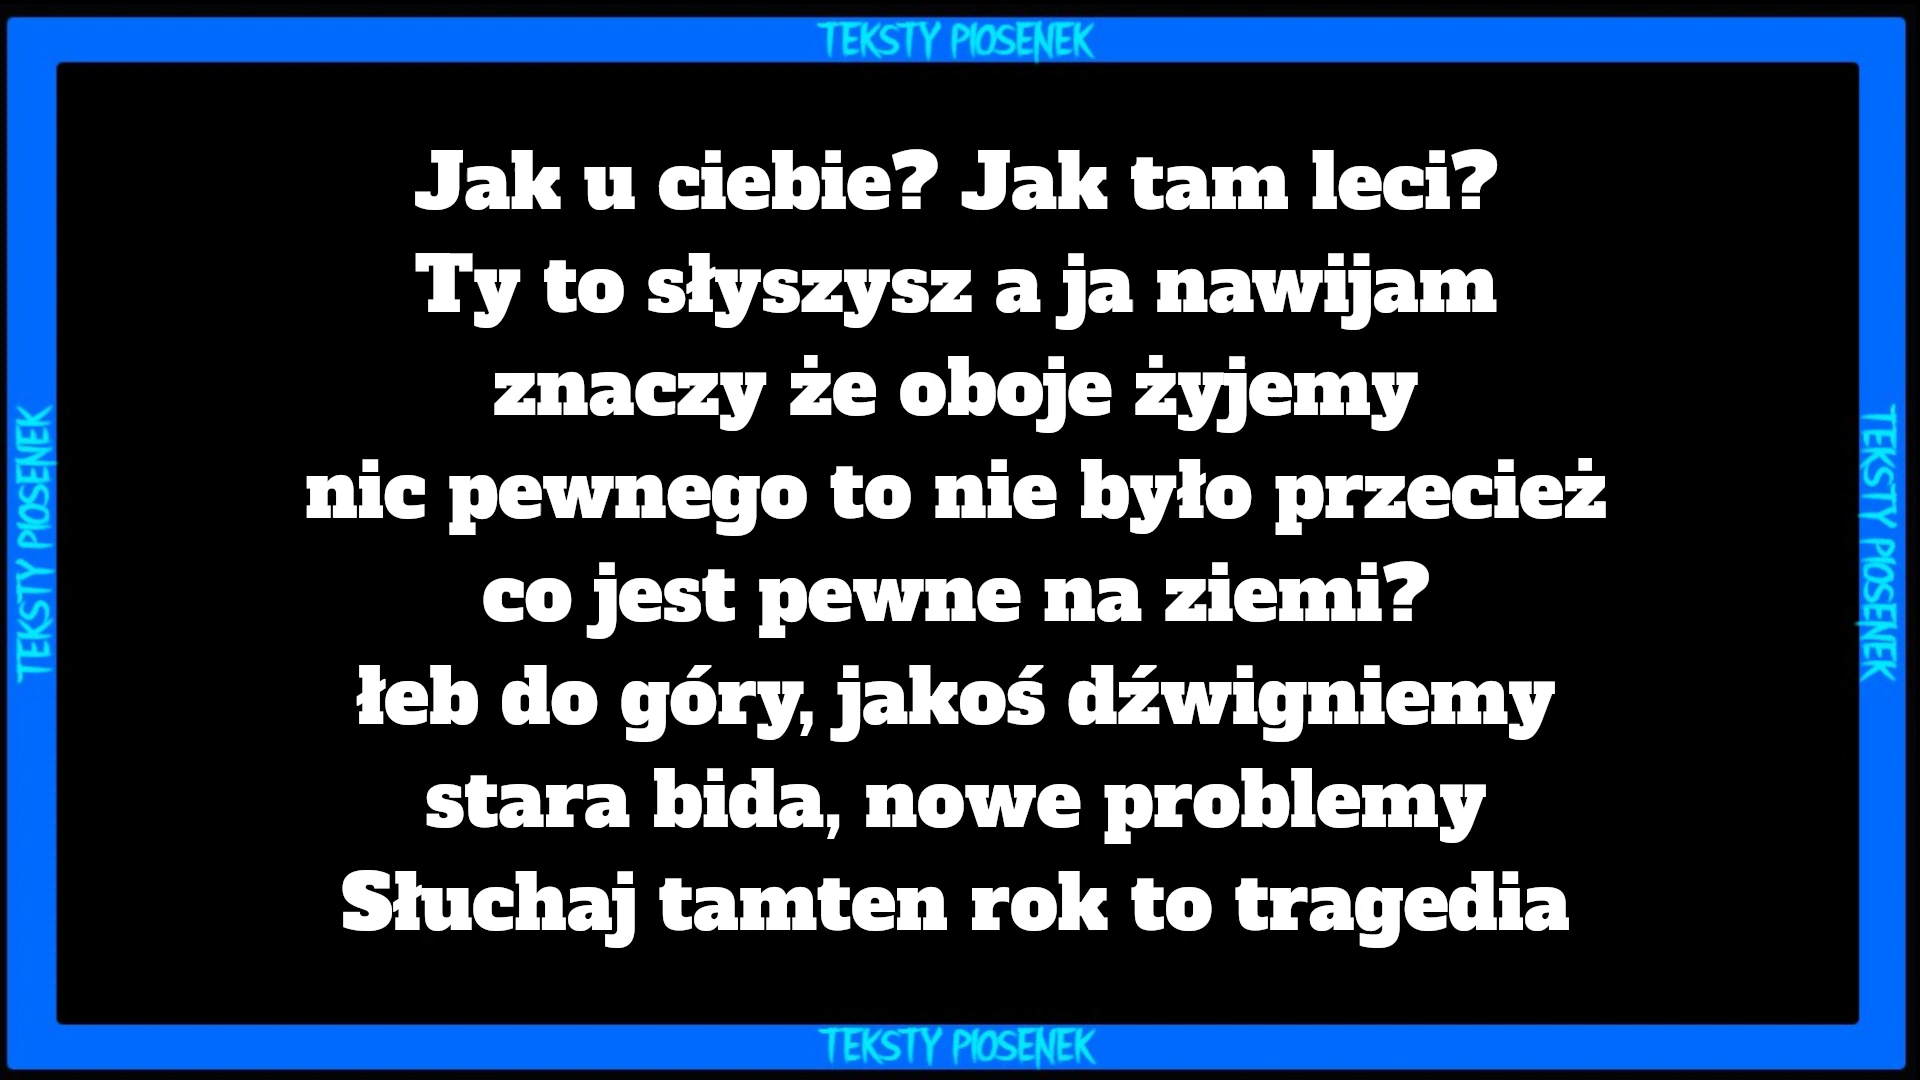 TEKSTY PIOSENEK
Jak u ciebie? Jak tam leci?
Ty to słyszysz a ja nawijam
znaczy że oboje żyjemy
nic pewnego to nie było przecież
co jest pewne na ziemi?
łeb do góry, jakoś dźwigniemy
stara bida, nowe problemy
Słuchaj tamten rok to tragedia
TEKSTY PIOSENEK
TEKSTY PIOSENEK
TEKSTY PIOSENEK